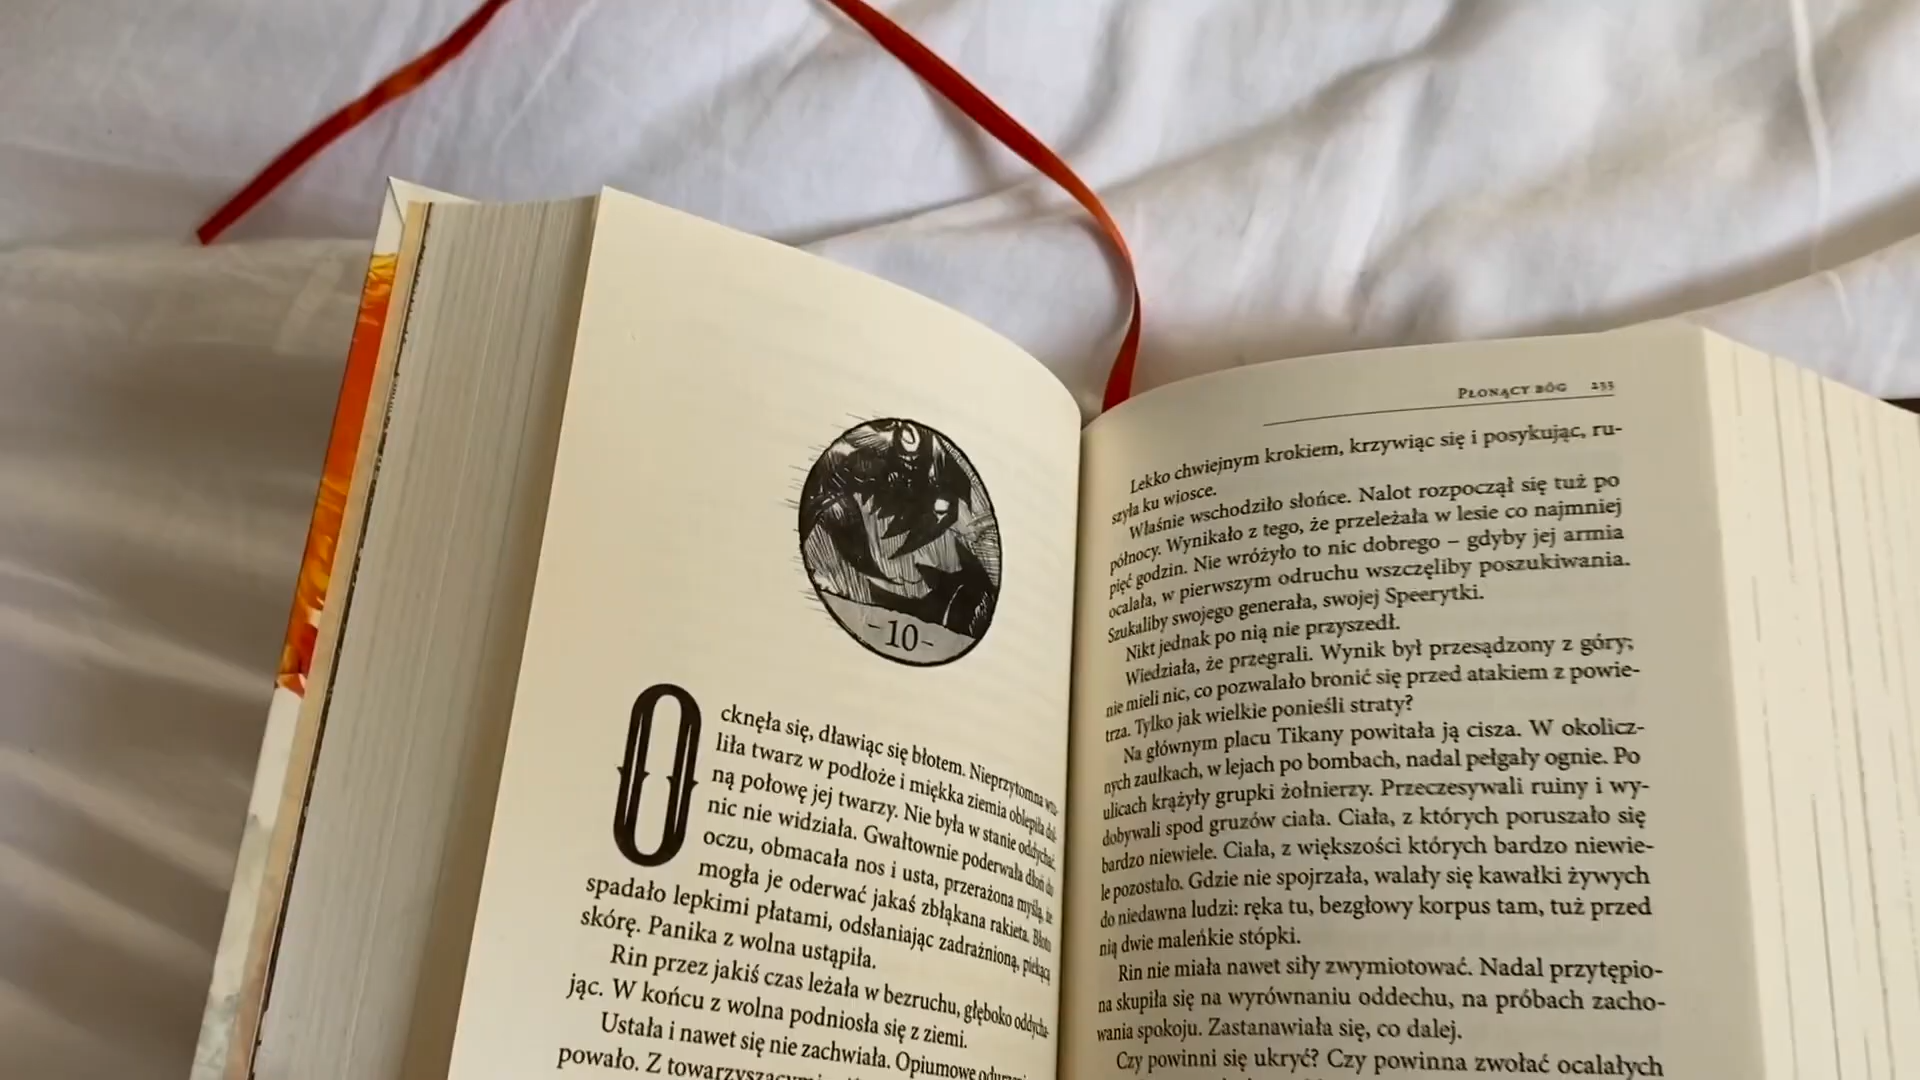 -10-
Ocknęła się, dławiąc się błotem. Nieprzytomna wtu-
liła twarz w podłoże i miękka ziemia oblepiła dol-
ną połowę jej twarzy. Nie była w stanie oddychać,
nic nie widziała. Gwałtownie poderwała dłoń do
oczu, obmacała nos i usta, przerażona myślą, że
mogła je oderwać jakaś zbłąkana rakieta. Błoto
spadało lepkimi płatami, odsłaniając zadrażnioną, piekącą
skórę. Panika z wolna ustąpiła.
Rin przez jakiś czas leżała w bezruchu, głęboko oddycha-
jąc. W końcu z wolna podniosła się z ziemi.
Ustała i nawet się nie zachwiała. Opiumowe
powało. Z
PŁONĄCY BÓG 233
Lekko chwiejnym krokiem, krzywiąc się i posykując, ru-
szyła ku wiosce.
Właśnie wschodziło słońce. Nalot rozpoczął się tuż po
północy. Wynikało z tego, że przeleżała w lesie co najmniej
pięć godzin. Nie wróżyło to nic dobrego – gdyby jej armia
ocalała, w pierwszym odruchu wszczęliby poszukiwania.
Szukaliby swojego generała, swojej Speerytki.
Nikt jednak po nią nie przyszedł.
Wiedziała, że przegrali. Wynik był przesądzony z góry;
nie mieli nic, co pozwalało bronić się przed atakiem z powie-
trza. Tylko jak wielkie ponieśli straty?
Na głównym placu Tikany powitała ją cisza. W okolicz-
nych zaułkach, w lejach po bombach, nadal pełgały ognie. Po
ulicach krążyły grupki żołnierzy. Przeczesywali ruiny i wy-
dobywali spod gruzów ciała. Ciała, z których poruszało się
bardzo niewiele. Ciała, z większości których bardzo niewie-
le pozostało. Gdzie nie spojrzała, walały się kawałki żywych
do niedawna ludzi: ręka tu, bezgłowy korpus tam, tuż przed
nią dwie maleńkie stópki.
Rin nie miała nawet siły zwymiotować. Nadal przytępio-
na skupiła się na wyrównaniu oddechu, na próbach zacho-
wania spokoju. Zastanawiała się, co dalej.
Czy powinni się ukryć? Czy powinna zwołać ocalałych